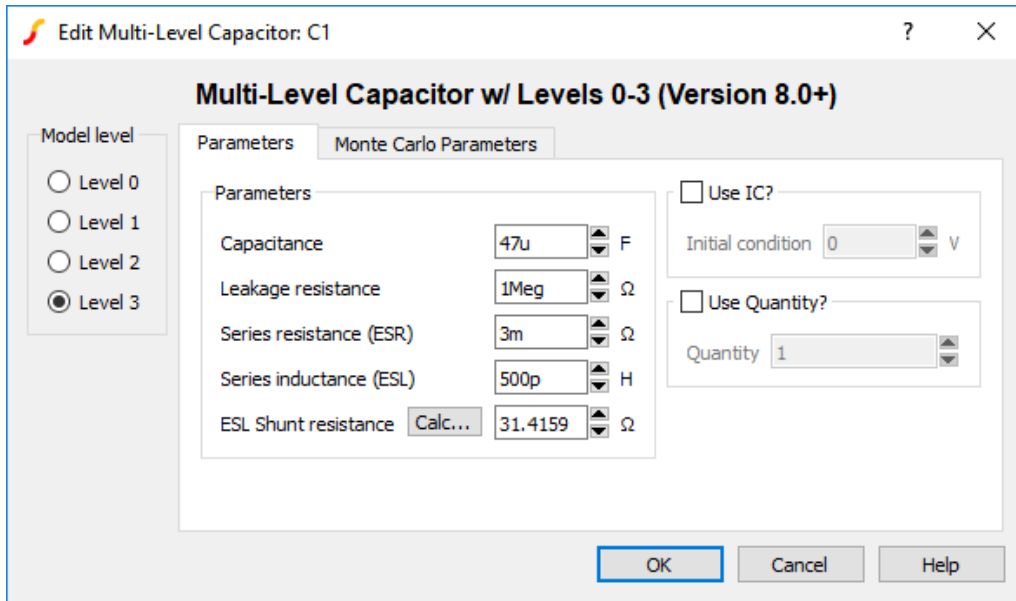 Edit Multi-Level Capacitor: C1
?
Multi-Level Capacitor w/ Levels 0-3 (Version 8.0+)
Model level
Level 0
Level 1
Level 2
Level 3
Parameters Monte Carlo Parameters
Parameters
Capacitance 47u F
Leakage resistance 1Meg Ω
Series resistance (ESR) 3m Ω
Series inductance (ESL) 500p H
ESL Shunt resistance Calc... 31.4159 Ω
Use IC?
Initial condition 0 V
Use Quantity?
Quantity 1
OK Cancel Help